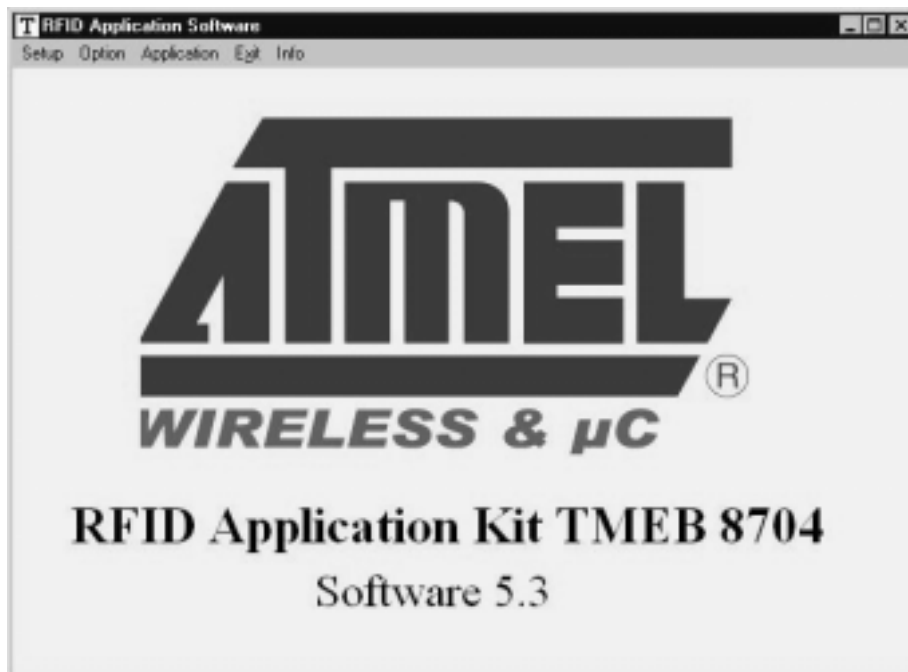 T RFID Application Software
Setup Option Application Exit Info
ATMEL
®
WIRELESS & µC
RFID Application Kit TMEB 8704
Software 5.3